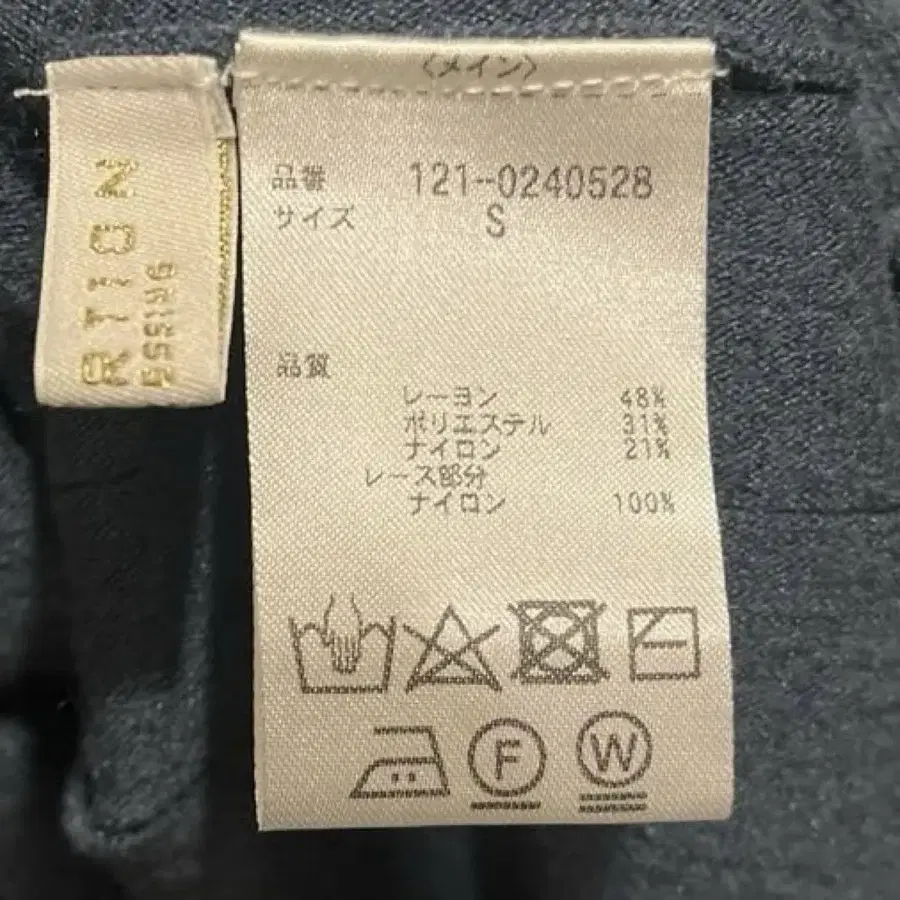 RTION
ESSING
〈メイン〉
品番 121-0240528
サイズ S
品質
レーヨン 48%
ポリエステル 31%
ナイロン 21%
レース部分
ナイロン 100%
F
W